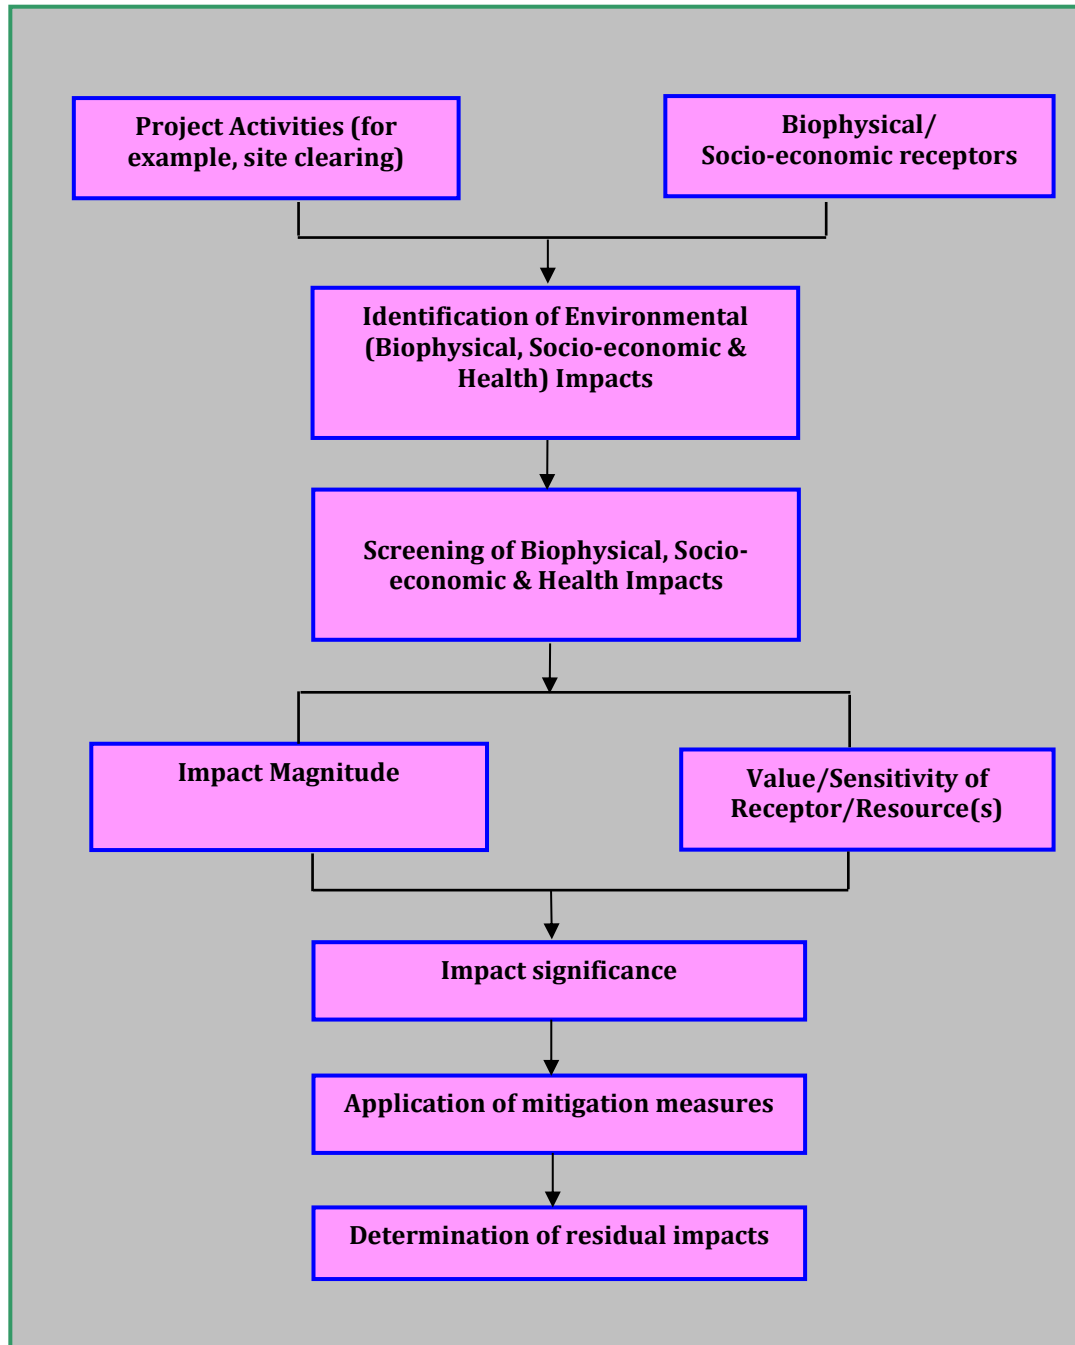 Project Activities (for
example, site clearing)
Biophysical/
Socio-economic receptors
Identification of Environmental
(Biophysical, Socio-economic &
Health) Impacts
Screening of Biophysical, Socio-
economic & Health Impacts
Impact Magnitude
Value/Sensitivity of
Receptor/Resource(s)
Impact significance
Application of mitigation measures
Determination of residual impacts